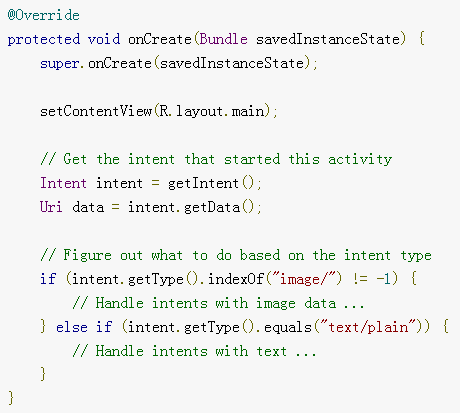 @Override
protected void onCreate(Bundle savedInstanceState) {
    super.onCreate(savedInstanceState);

    setContentView(R.layout.main);

    // Get the intent that started this activity
    Intent intent = getIntent();
    Uri data = intent.getData();

    // Figure out what to do based on the intent type
    if (intent.getType().indexOf("image/") != -1) {
        // Handle intents with image data ...
    } else if (intent.getType().equals("text/plain")) {
        // Handle intents with text ...
    }
}